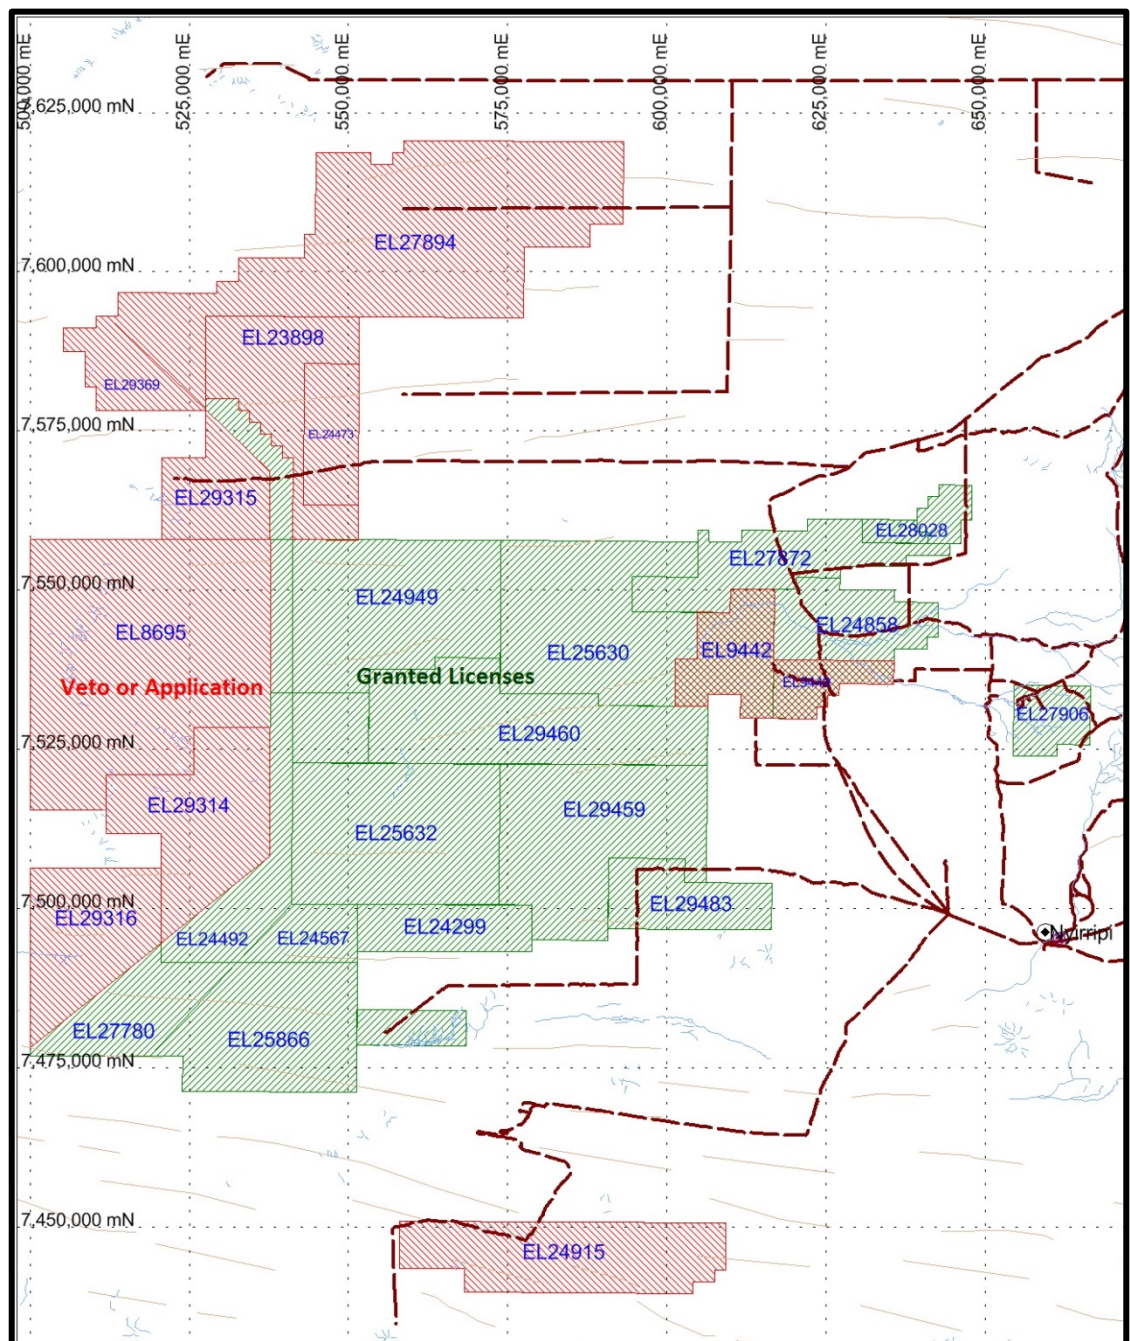 500,000 mE
525,000 mE
550,000 mE
575,000 mE
600,000 mE
625,000 mE
650,000 mE
7,625,000 mN
EL27894
7,600,000 mN
EL23898
EL29369
7,575,000 mN
EL24473
EL29315
EL28028
EL27872
7,550,000 mN
EL24949
EL8695
EL24858
EL25630
EL9442
Granted Licenses
Veto or Application
EL27906
EL29460
7,525,000 mN
EL29314
EL29459
EL25632
7,500,000 mN
EL29483
EL29316
EL24299
EL24492
EL24567
Nyirripi
EL27780
EL25866
7,475,000 mN
7,450,000 mN
EL24915